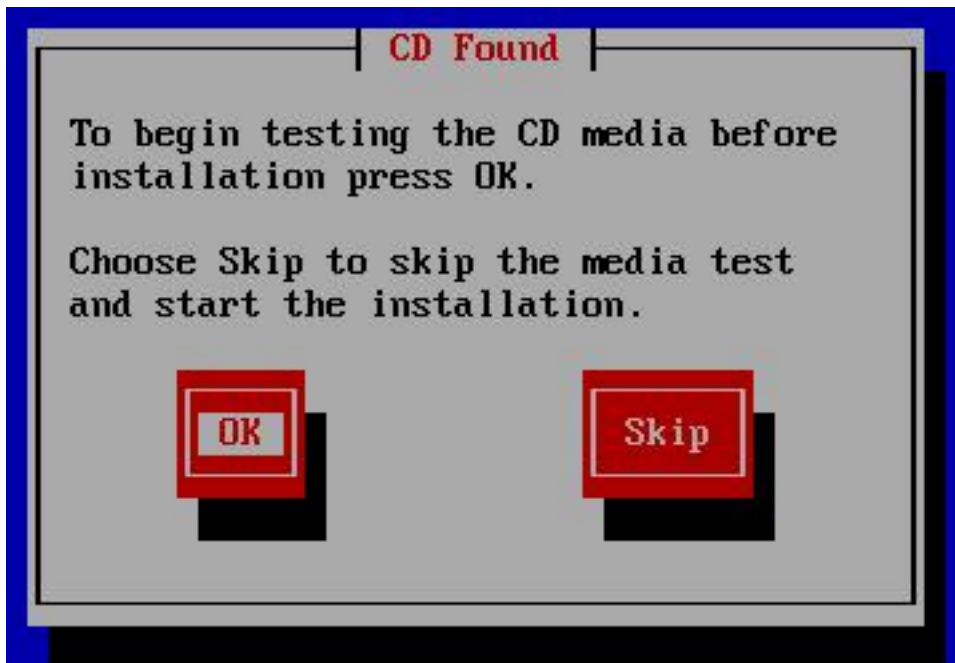 CD Found
To begin testing the CD media before
installation press OK.
Choose Skip to skip the media test
and start the installation.
OK
Skip